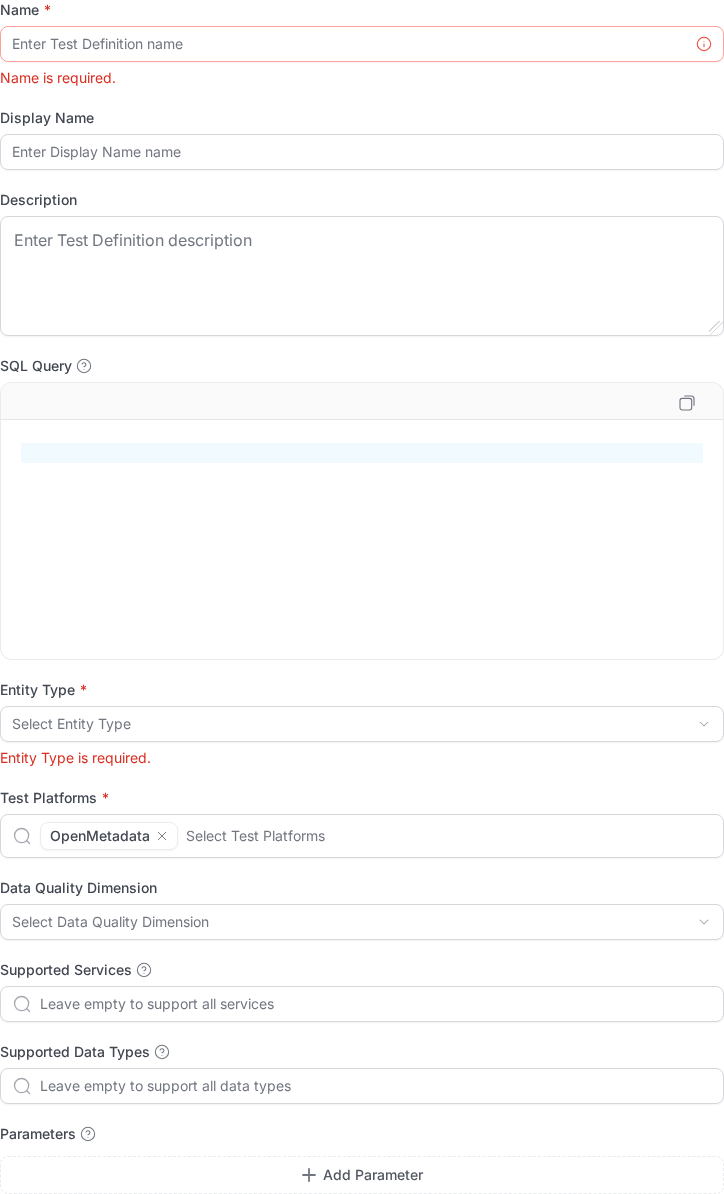 Name *
Enter Test Definition name
Name is required.
Display Name
Enter Display Name name
Description
Enter Test Definition description
SQL Query
Entity Type *
Select Entity Type
Entity Type is required.
Test Platforms *
OpenMetadata Select Test Platforms
Data Quality Dimension
Select Data Quality Dimension
Supported Services
Leave empty to support all services
Supported Data Types
Leave empty to support all data types
Parameters
Add Parameter